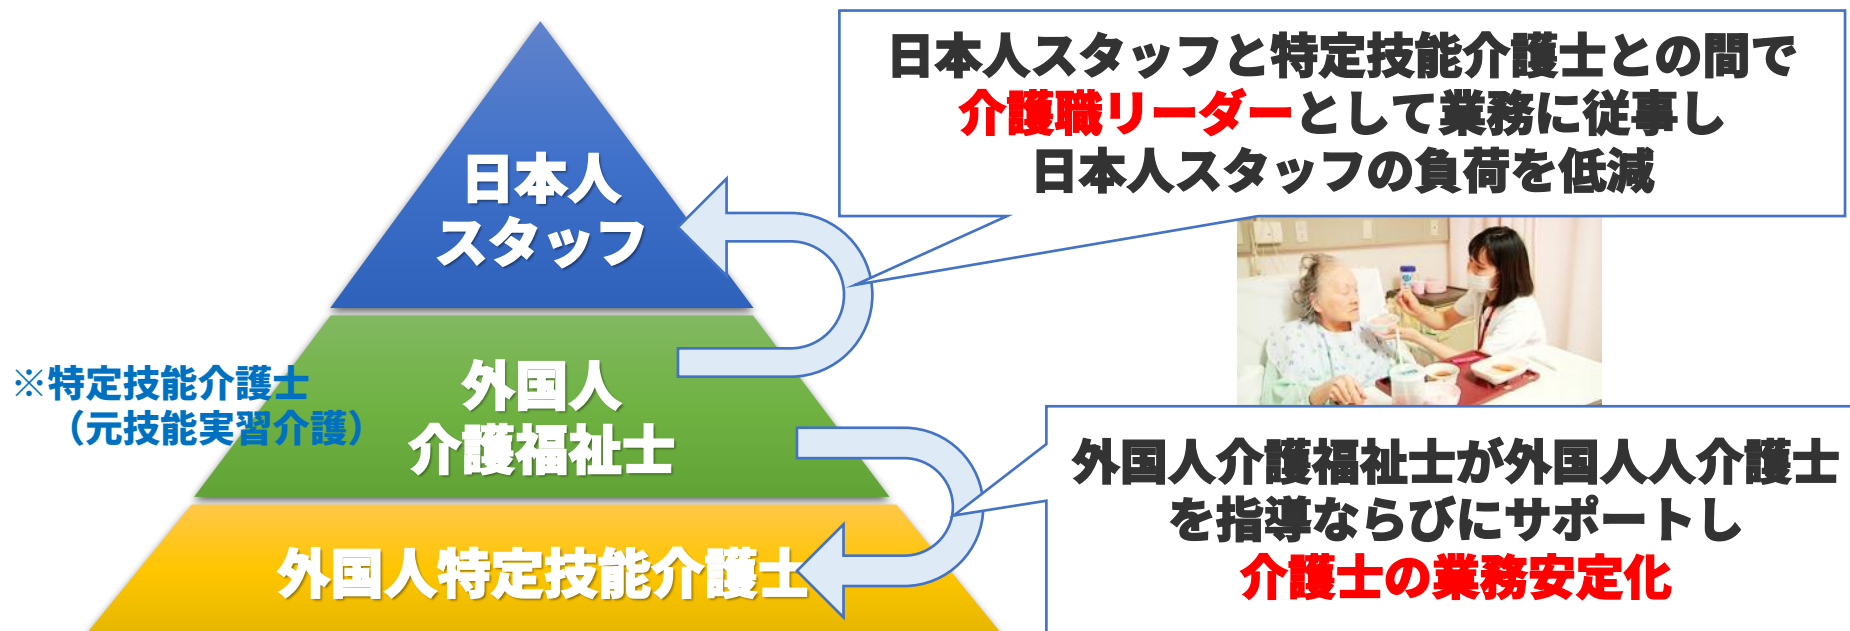 日本人スタッフと特定技能介護士との間で
介護職リーダーとして業務に従事し
日本人スタッフの負荷を低減
日本人
スタッフ
※特定技能介護士
（元技能実習介護）
外国人
介護福祉士
外国人介護福祉士が外国人人介護士
を指導ならびにサポートし
介護士の業務安定化
外国人特定技能介護士